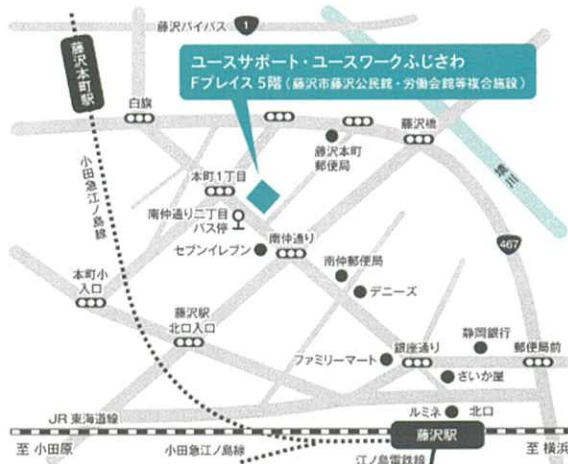 1
藤沢バイパス
藤沢本町駅
ユースサポート・ユースワークふじさわ
Fプレイス 5階(藤沢市藤沢公民館・労働会館等複合施設)
白旗
藤沢橋
藤沢本町
郵便局
境川
小田急江ノ島線
本町1丁目
南仲通り二丁目
バス停
セブンイレブン
南仲通り
467
本町小
入口
南仲郵便局
デニーズ
藤沢駅
北口入口
静岡銀行
ファミリーマート
銀座通り
郵便局前
さいか屋
ルミネ
北口
JR 東海道線
藤沢駅
至 小田原
小田急江ノ島線
江ノ島電鉄線
至 横浜